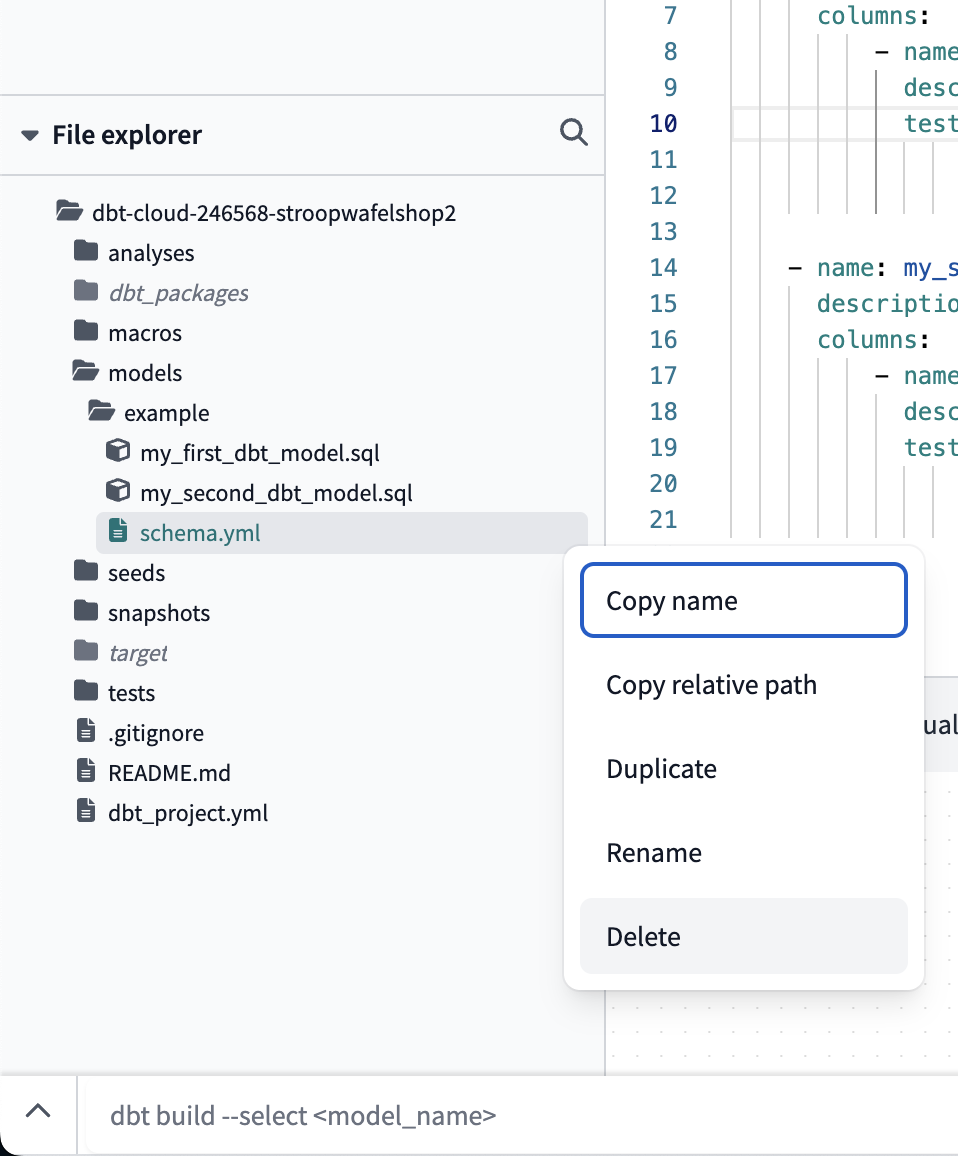 File explorer
dbt-cloud-246568-stroopwafelshop2
analyses
dbt_packages
macros
models
example
my_first_dbt_model.sql
my_second_dbt_model.sql
schema.yml
seeds
snapshots
target
tests
.gitignore
README.md
dbt_project.yml
7 columns:
8 - name
9 desc
10 test
11
12
13
14 - name: my_s
15 descriptio
16 columns:
17 - name
18 desc
19 test
20
21
Copy name
Copy relative path
Duplicate
Rename
Delete
ual
dbt build --select <model_name>